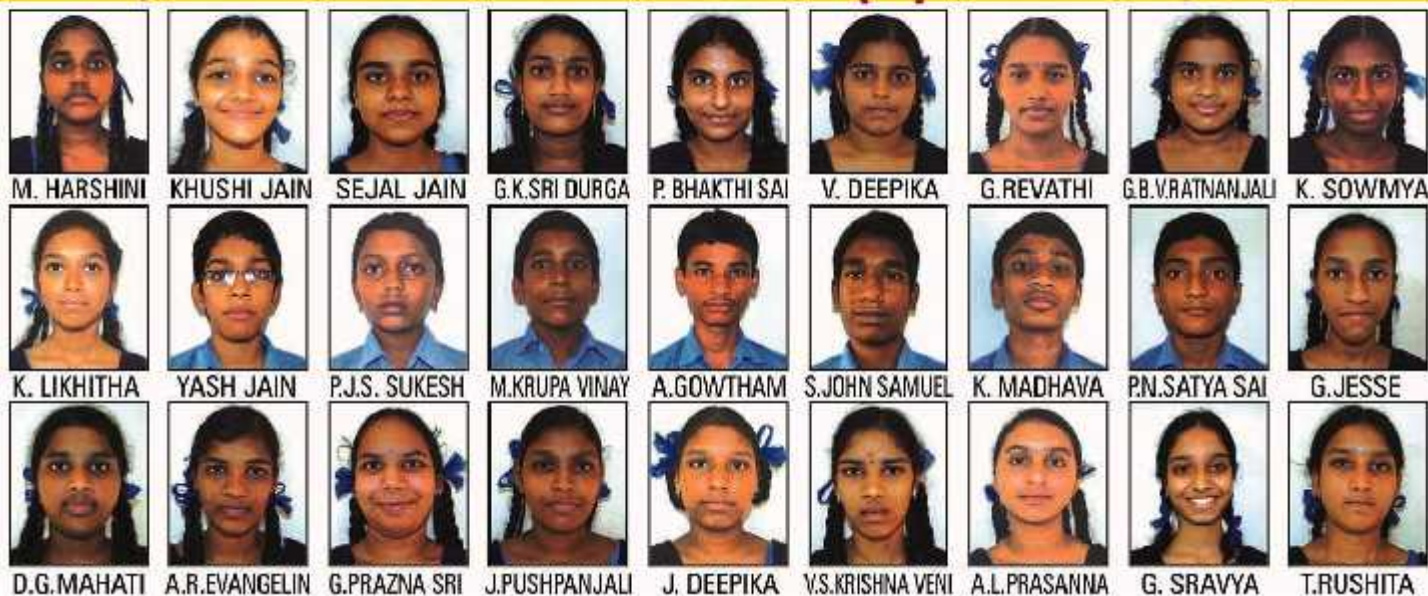 M. HARSHINI KHUSHI JAIN SEJAL JAIN G.K.SRI DURGA P. BHAKTHI SAI V. DEEPIKA G.REVATHI G.B.V.RATNANJALI K. SOWMYA
K. LIKHITHA YASH JAIN P.J.S. SUKESH M.KRUPA VINAY A.GOWTHAM S.JOHN SAMUEL K. MADHAVA P.N.SATYA SAI G.JESSE
D.G.MAHATI A.R.EVANGELIN G.PRAZNA SRI J.PUSHPANJALI J. DEEPIKA V.S.KRISHNA VENI A.L.PRASANNA G. SRAVYA T.RUSHITA